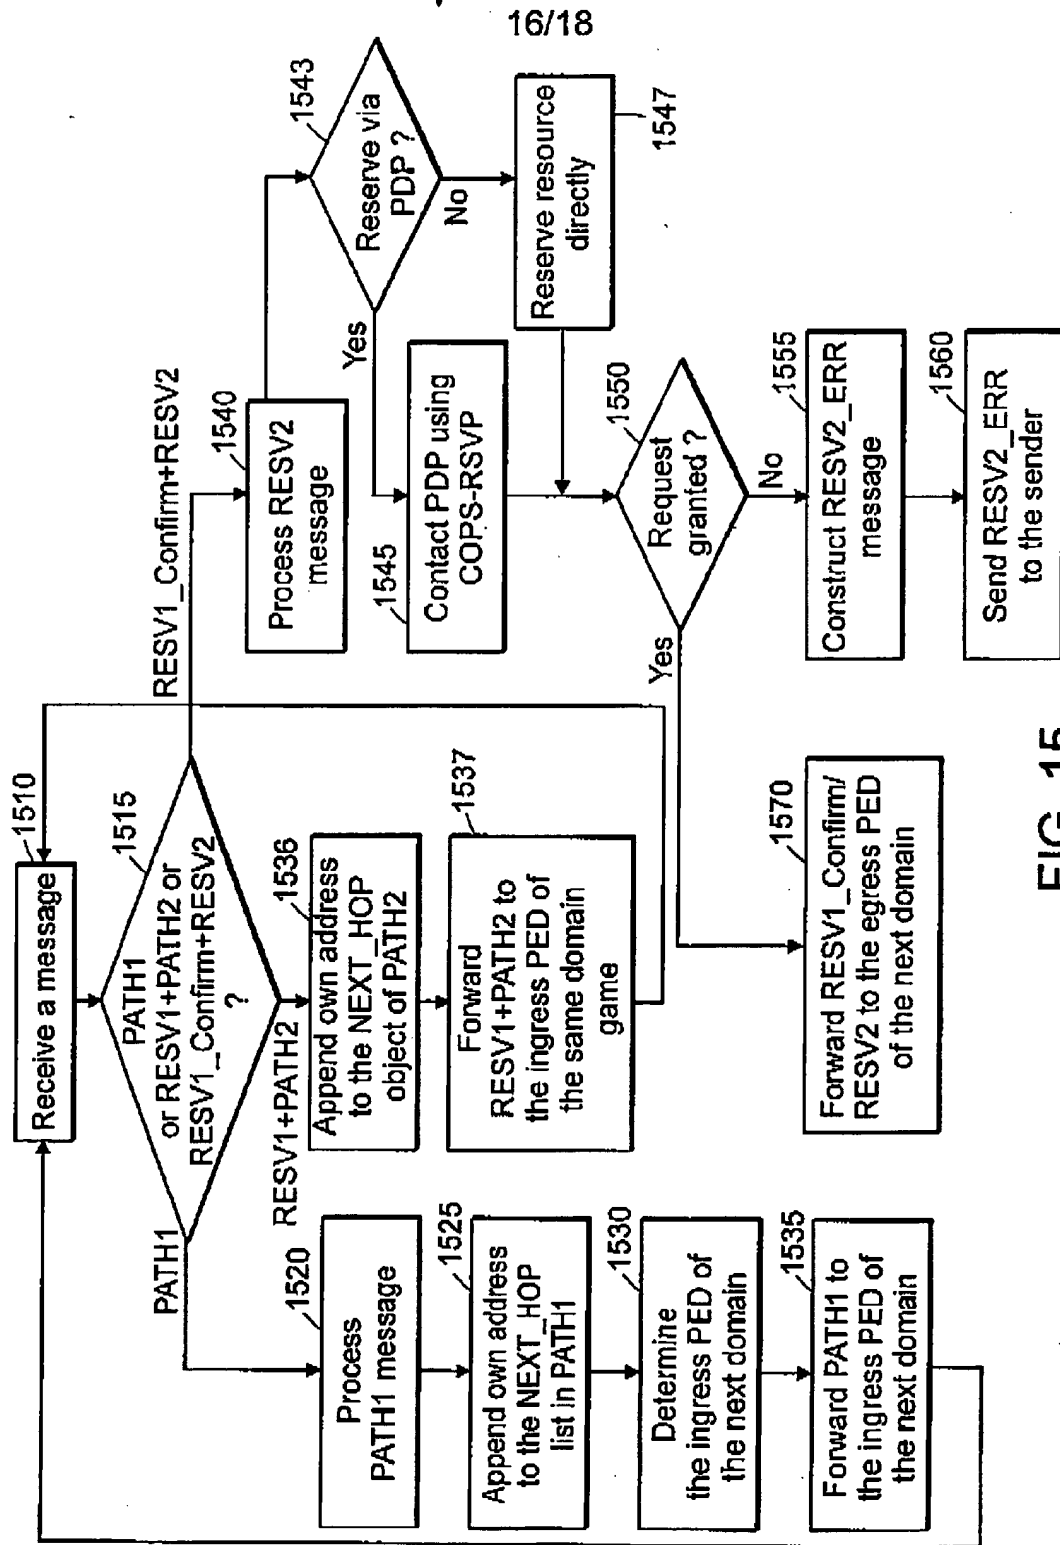 16/18
Receive a message
1510
PATH1
or RESV1+PATH2 or
RESV1_Confirm+RESV2
?
1515
PATH1
RESV1+PATH2
RESV1_Confirm+RESV2
Process
PATH1 message
1520
Append own address
to the NEXT_HOP
list in PATH1
1525
Determine
the ingress PED of
the next domain
1530
Forward PATH1 to
the ingress PED of
the next domain
1535
Append own address
to the NEXT_HOP
object of PATH2
1536
Forward
RESV1+PATH2 to
the ingress PED of
the same domain
game
1537
Process RESV2
message
1540
Reserve via
PDP ?
1543
Yes
No
Contact PDP using
COPS-RSVP
1545
Reserve resource
directly
1547
Request
granted ?
1550
Yes
No
Construct RESV2_ERR
message
1555
Send RESV2_ERR
to the sender
1560
Forward RESV1_Confirm/
RESV2 to the egress PED
of the next domain
1570
FIG. 15